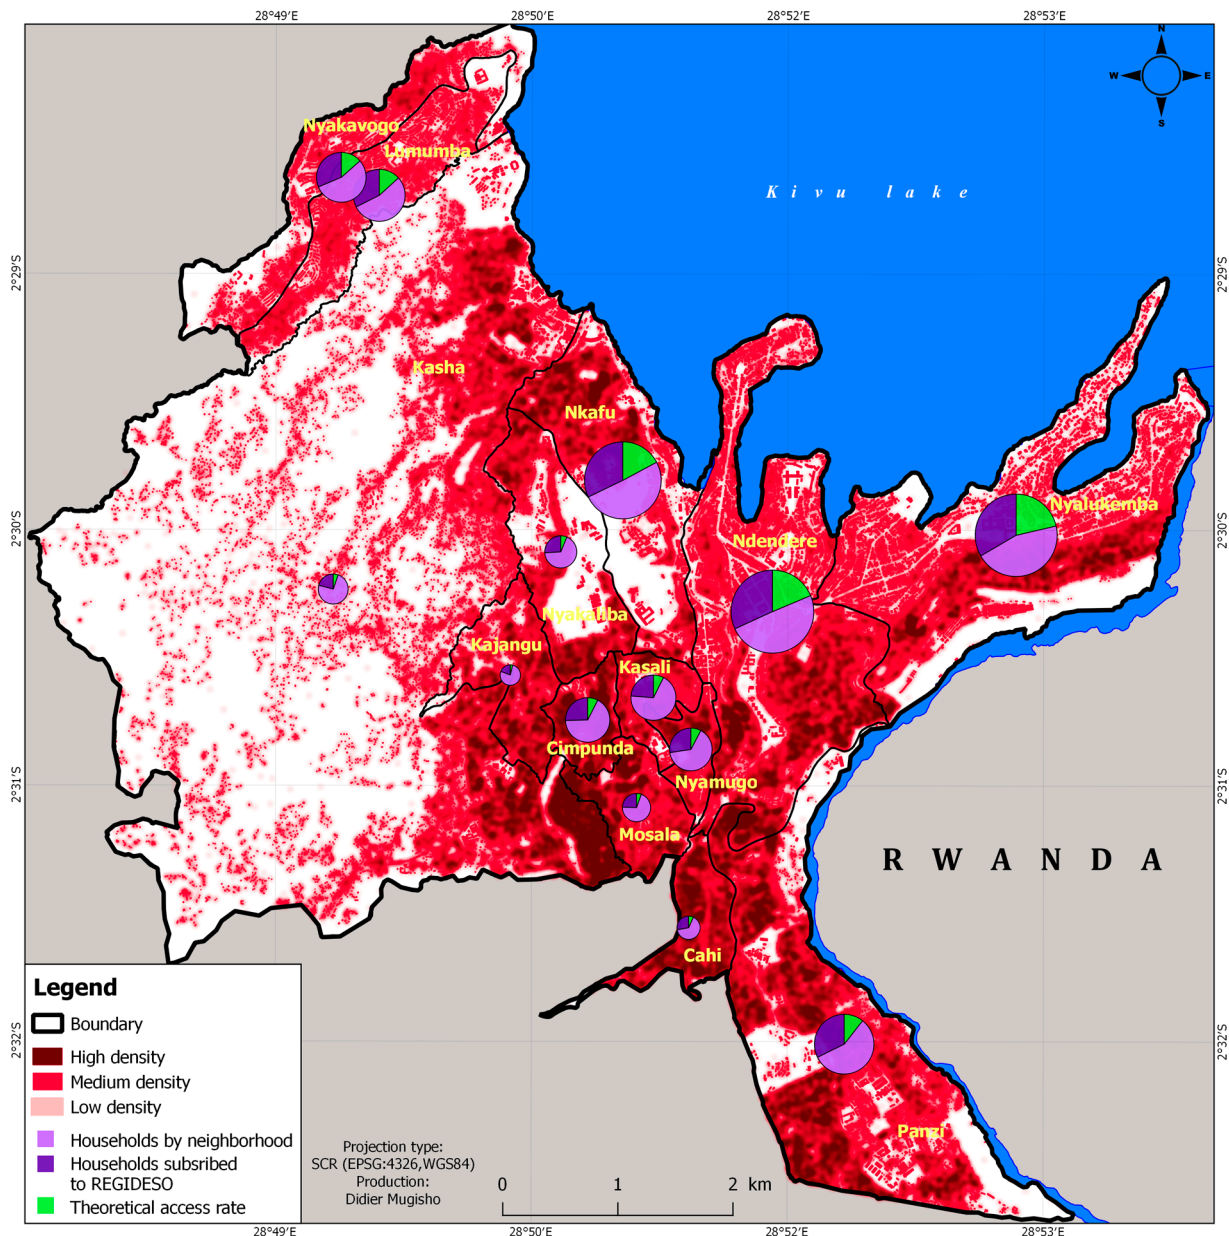 28°49′E 28°50′E 28°52′E 28°53′E
N
W E
S
Nyakavogo
Lumumba
Kivu lake
2°29′S 2°29′S
Kasha
Nkafu
Nyalukemba
2°30′S 2°30′S
Ndendere
Nyakaliba
Kajangu
Kasali
Cimpunda
Nyamugo
2°31′S 2°31′S
Mosala
RWANDA
Cahi
Legend
Boundary
High density
Medium density
Low density
Households by neighborhood
Households subsribed
to REGIDESO
Theoretical access rate
2°32′S 2°32′S
Panzi
Projection type:
SCR (EPSG:4326,WGS84)
Production:
Didier Mugisho
0 1 2 km
28°49′E 28°50′E 28°52′E 28°53′E